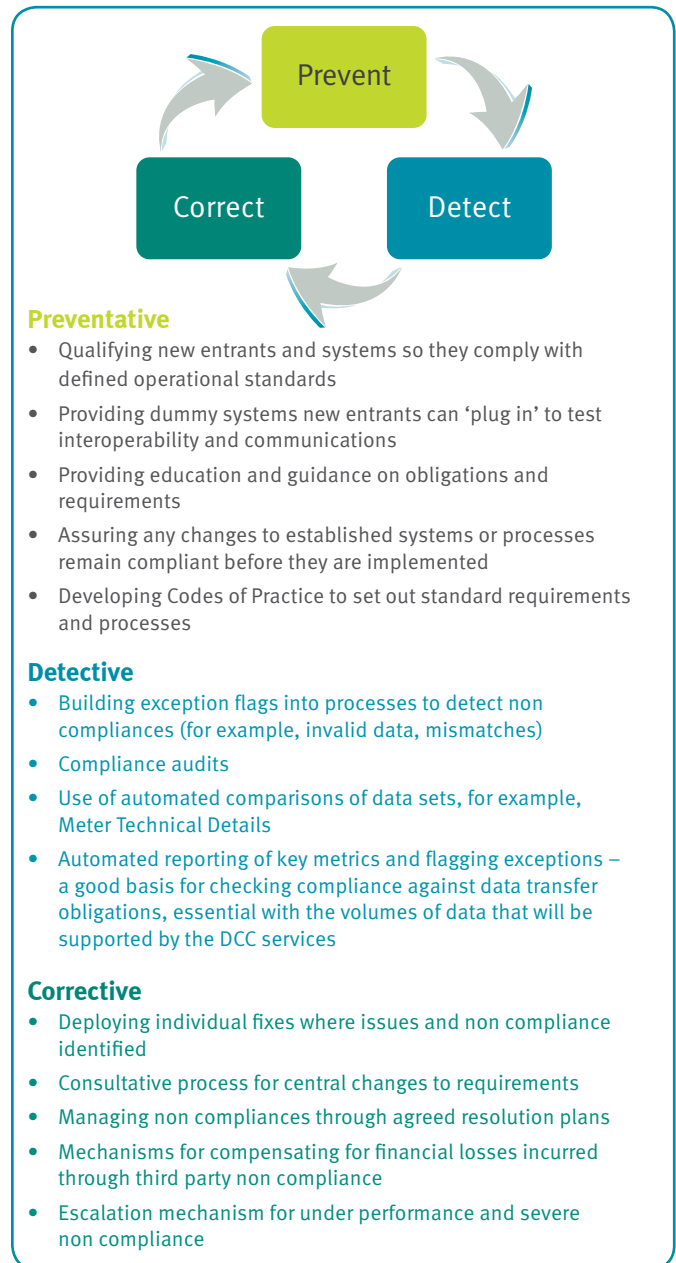 Prevent
Correct
Detect
Preventative
• Qualifying new entrants and systems so they comply with
defined operational standards
• Providing dummy systems new entrants can ‘plug in’ to test
interoperability and communications
• Providing education and guidance on obligations and
requirements
• Assuring any changes to established systems or processes
remain compliant before they are implemented
• Developing Codes of Practice to set out standard requirements
and processes
Detective
• Building exception flags into processes to detect non
compliances (for example, invalid data, mismatches)
• Compliance audits
• Use of automated comparisons of data sets, for example,
Meter Technical Details
• Automated reporting of key metrics and flagging exceptions –
a good basis for checking compliance against data transfer
obligations, essential with the volumes of data that will be
supported by the DCC services
Corrective
• Deploying individual fixes where issues and non compliance
identified
• Consultative process for central changes to requirements
• Managing non compliances through agreed resolution plans
• Mechanisms for compensating for financial losses incurred
through third party non compliance
• Escalation mechanism for under performance and severe
non compliance